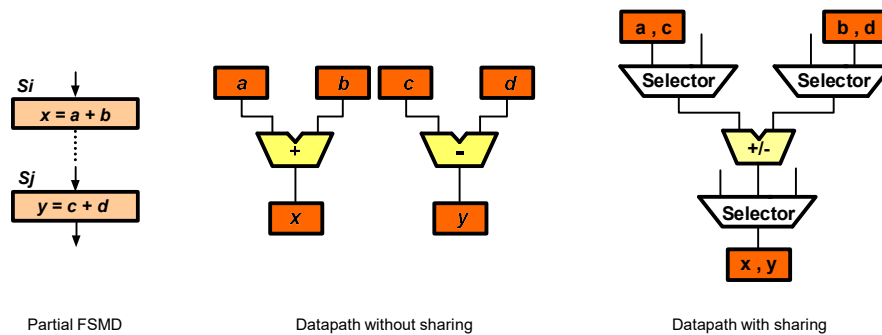 Si
x = a + b
Sj
y = c + d
Partial FSMD
a
b
c
d
+
-
x
y
Datapath without sharing
a , c
b , d
Selector
Selector
+/-
Selector
x , y
Datapath with sharing